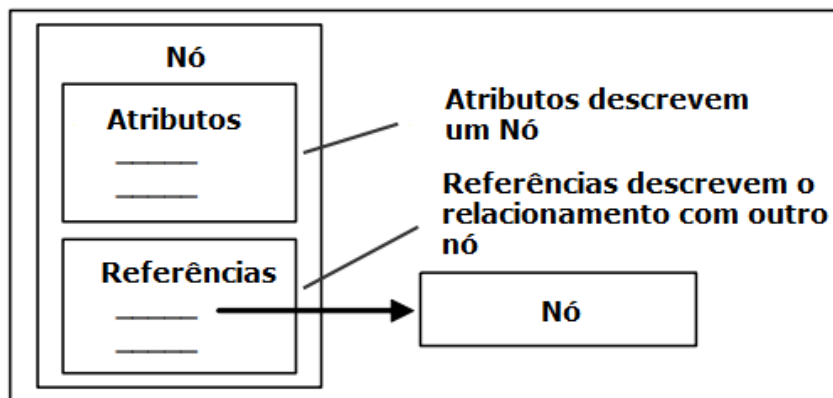 Nó
Atributos
Atributos descrevem
um Nó
Referências descrevem o
relacionamento com outro
nó
Referências
Nó